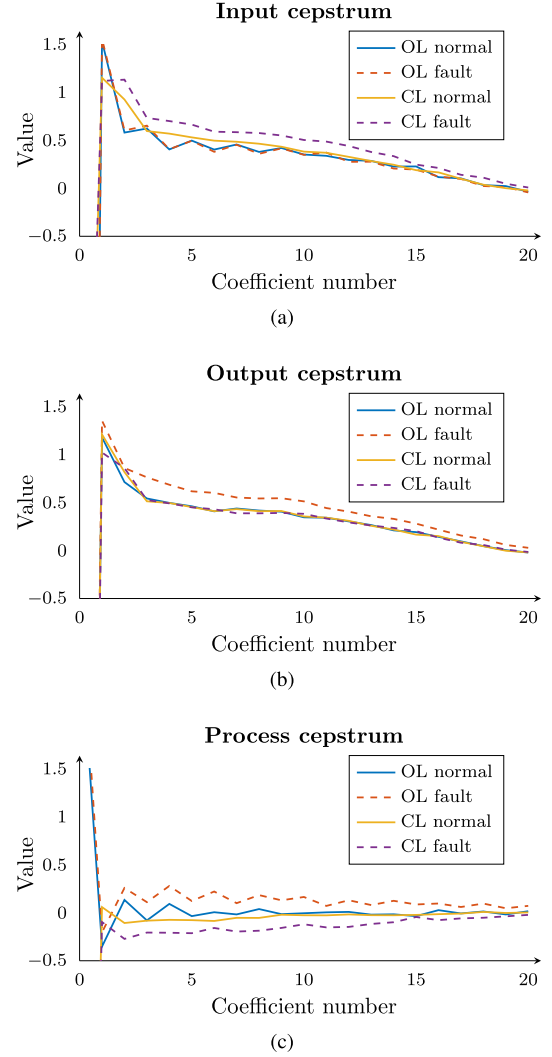 Input cepstrum
1.5
1
0.5
0
−0.5
Value
OL normal
OL fault
CL normal
CL fault
0 5 10 15 20
Coefficient number
(a)
Output cepstrum
1.5
1
0.5
0
−0.5
Value
OL normal
OL fault
CL normal
CL fault
0 5 10 15 20
Coefficient number
(b)
Process cepstrum
1.5
1
0.5
0
−0.5
Value
OL normal
OL fault
CL normal
CL fault
0 5 10 15 20
Coefficient number
(c)